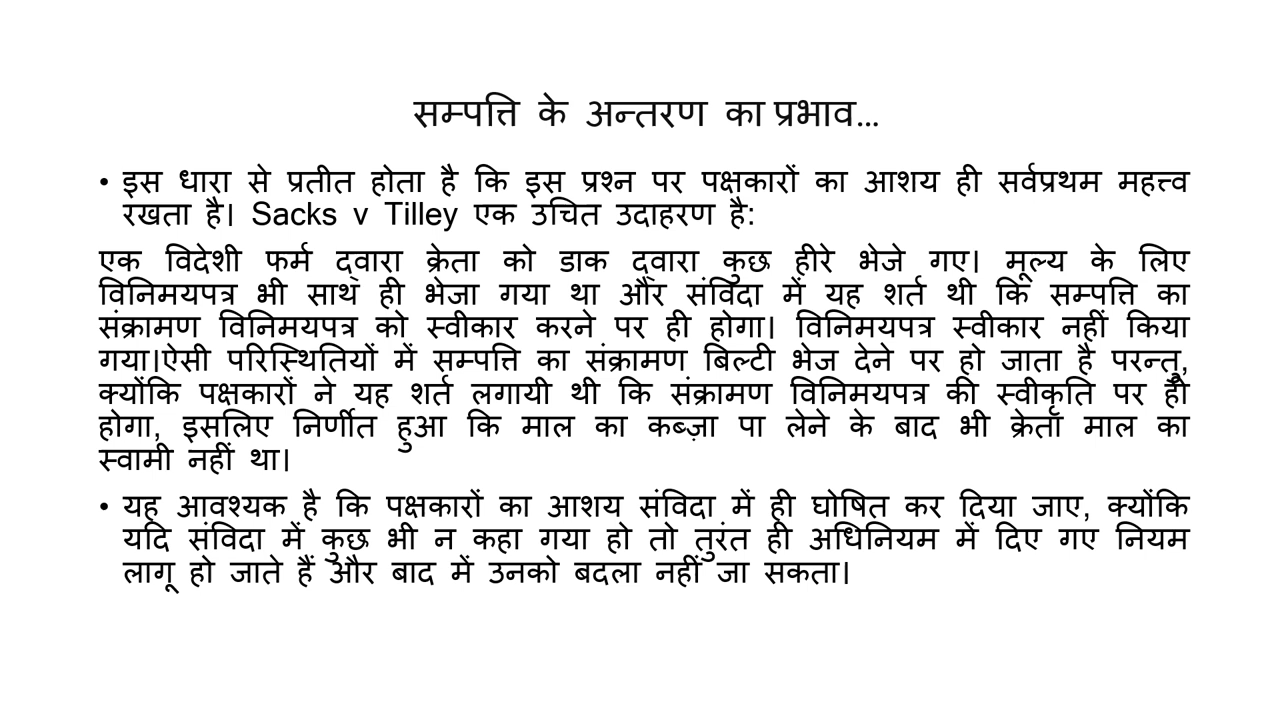 सम्पत्ति के अन्तरण का प्रभाव...
• इस धारा से प्रतीत होता है कि इस प्रश्न पर पक्षकारों का आशय ही सर्वप्रथम महत्त्व
रखता है। Sacks v Tilley एक उचित उदाहरण है:
एक विदेशी फर्म द्वारा क्रेता को डाक द्वारा कुछ हीरे भेजे गए। मूल्य के लिए
विनिमयपत्र भी साथ ही भेजा गया था और संविदा में यह शर्त थी कि सम्पत्ति का
संक्रामण विनिमयपत्र को स्वीकार करने पर ही होगा। विनिमयपत्र स्वीकार नहीं किया
गया।ऐसी परिस्थितियों में सम्पत्ति का संक्रामण बिल्टी भेज देने पर हो जाता है परन्तु,
क्योंकि पक्षकारों ने यह शर्त लगायी थी कि संक्रामण विनिमयपत्र की स्वीकृति पर ही
होगा, इसलिए निर्णीत हुआ कि माल का कब्ज़ा पा लेने के बाद भी क्रेता माल का
स्वामी नहीं था।
• यह आवश्यक है कि पक्षकारों का आशय संविदा में ही घोषित कर दिया जाए, क्योंकि
यदि संविदा में कुछ भी न कहा गया हो तो तुरंत ही अधिनियम में दिए गए नियम
लागू हो जाते हैं और बाद में उनको बदला नहीं जा सकता।